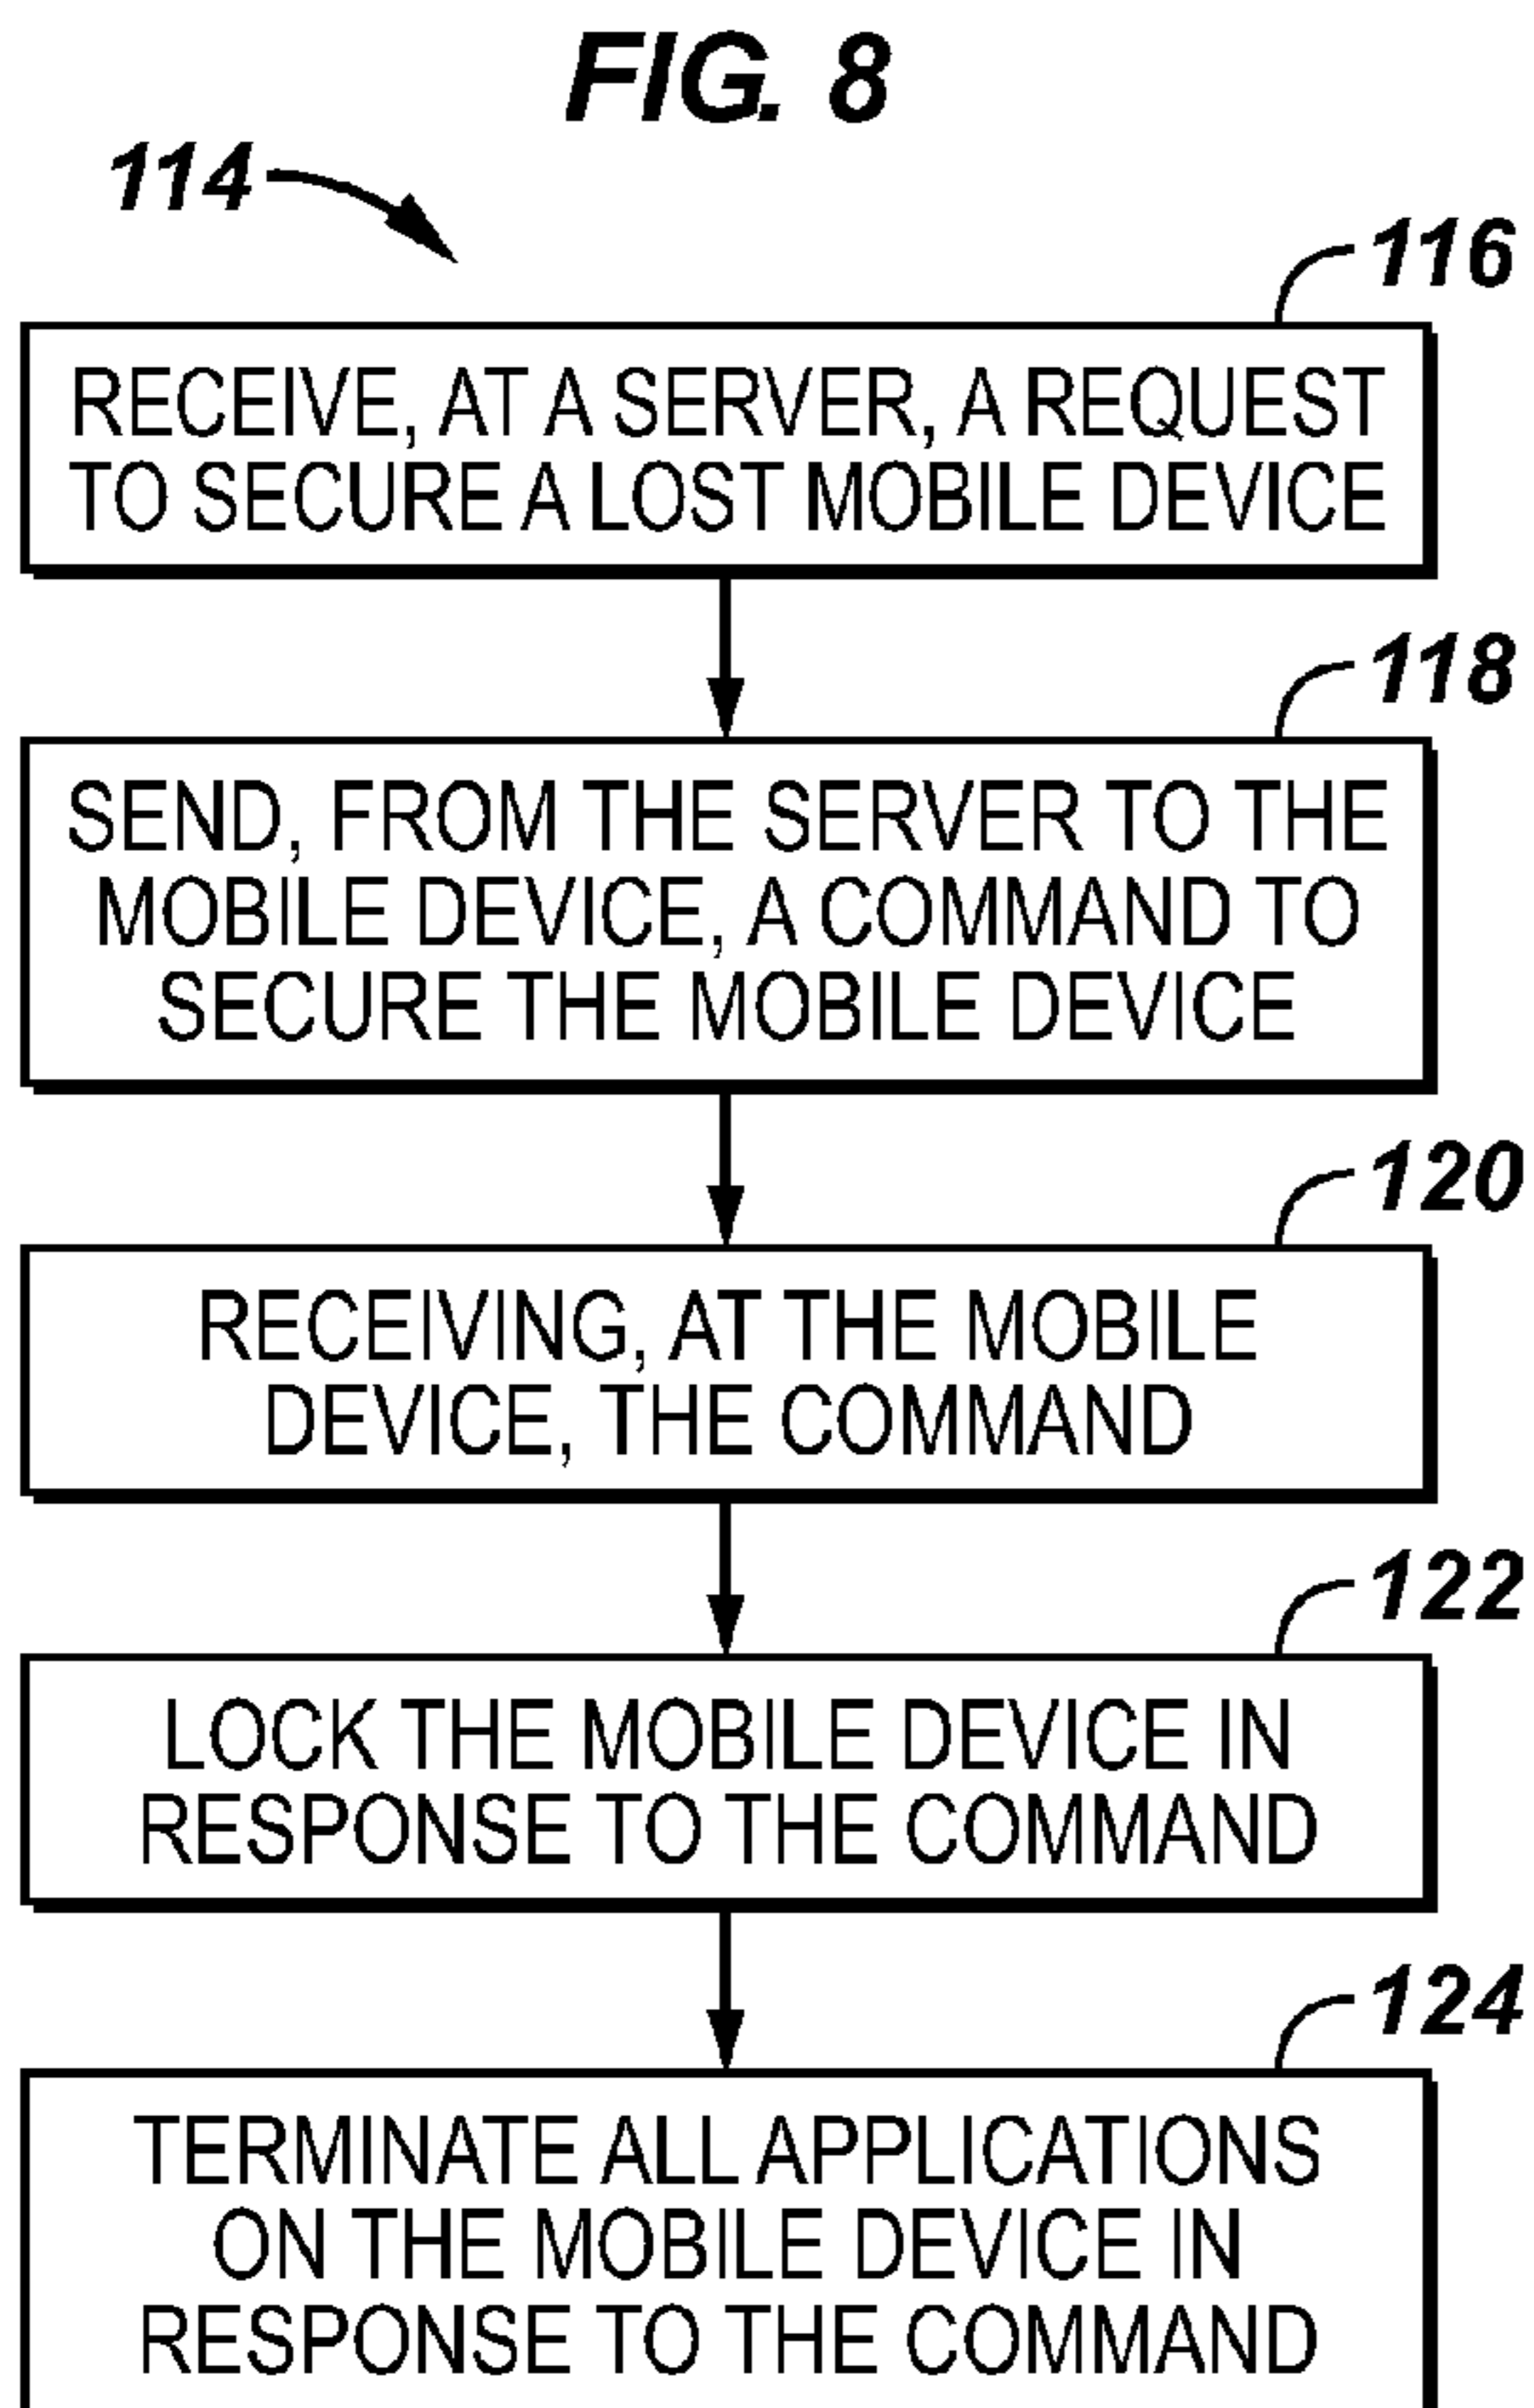 FIG. 8
114
116
RECEIVE, AT A SERVER, A REQUEST
TO SECURE A LOST MOBILE DEVICE
118
SEND, FROM THE SERVER TO THE
MOBILE DEVICE, A COMMAND TO
SECURE THE MOBILE DEVICE
120
RECEIVING, AT THE MOBILE
DEVICE, THE COMMAND
122
LOCK THE MOBILE DEVICE IN
RESPONSE TO THE COMMAND
124
TERMINATE ALL APPLICATIONS
ON THE MOBILE DEVICE IN
RESPONSE TO THE COMMAND